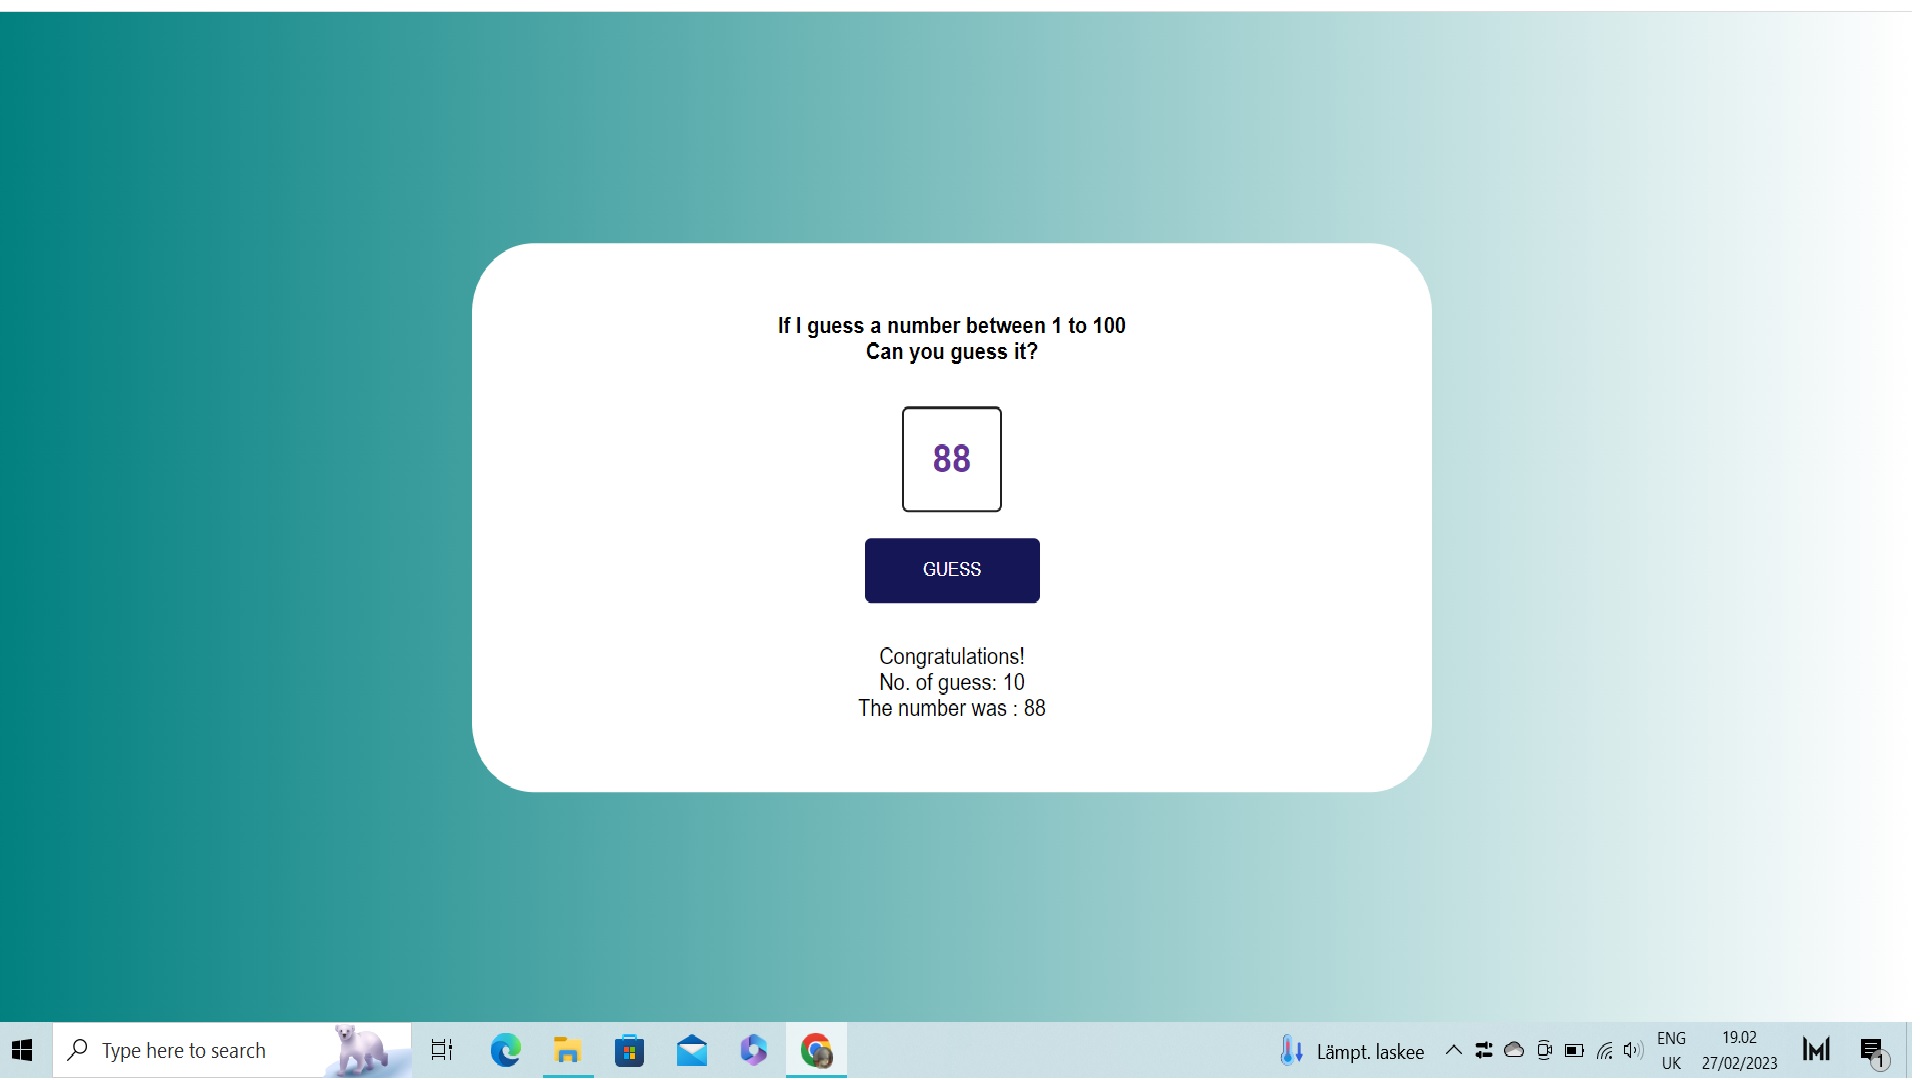 If I guess a number between 1 to 100
Can you guess it?
88
GUESS
Congratulations!
No. of guess: 10
The number was : 88
Type here to search
Lämpt. laskee
ENG
UK
19.02
27/02/2023
1